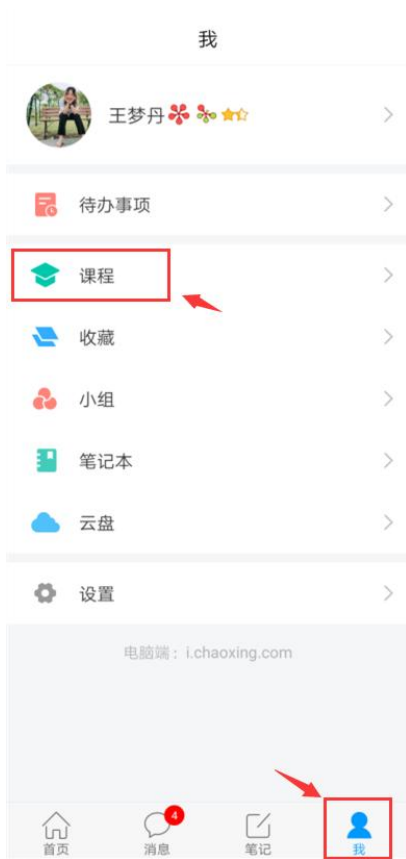 我
王梦丹
待办事项
课程
收藏
小组
笔记本
云盘
设置
电脑端：i.chaoxing.com
4
首页
消息
笔记
我